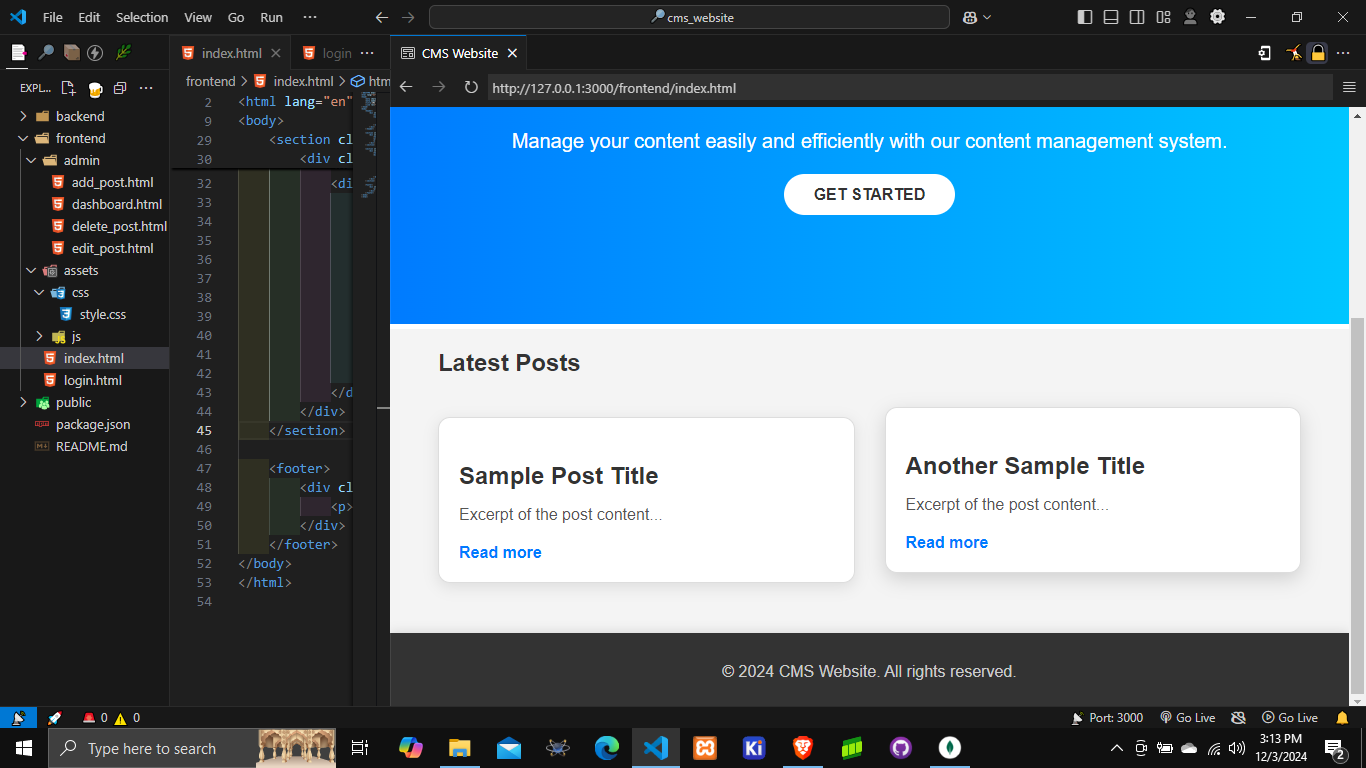 File Edit Selection View Go Run ··· cms_website
EXPL...
backend
frontend
admin
add_post.html
dashboard.html
delete_post.html
edit_post.html
assets
css
style.css
js
index.html
login.html
public
package.json
README.md
index.html login ···
frontend > index.html > htm
2 <html lang="en"
9 <body>
29 <section cl
30 <div cl
32 <di
33
34
35
36
37
38
39
40
41
42
43 </d
44 </div>
45 </section>
46
47 <footer>
48 <div cl
49 <p>
50 </div>
51 </footer>
52 </body>
53 </html>
54
CMS Website
http://127.0.0.1:3000/frontend/index.html
Manage your content easily and efficiently with our content management system.
GET STARTED
Latest Posts
Sample Post Title
Excerpt of the post content...
Read more
Another Sample Title
Excerpt of the post content...
Read more
© 2024 CMS Website. All rights reserved.
0 0 Port: 3000 Go Live Go Live
Type here to search
Ki
3:13 PM
12/3/2024
2